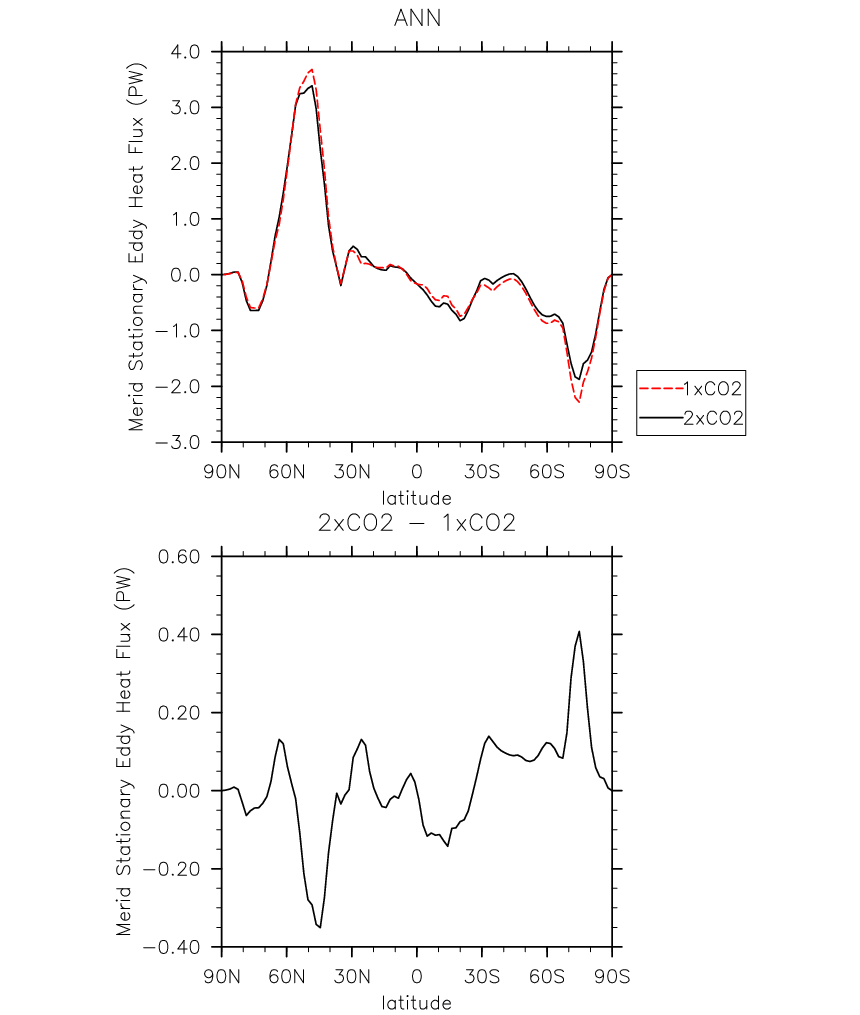 ANN
Merid Stationary Eddy Heat Flux (PW)
4.0
3.0
2.0
1.0
0.0
−1.0
−2.0
−3.0
90N 60N 30N 0 30S 60S 90S
latitude
1xCO2
2xCO2
2xCO2 − 1xCO2
Merid Stationary Eddy Heat Flux (PW)
0.60
0.40
0.20
0.00
−0.20
−0.40
90N 60N 30N 0 30S 60S 90S
latitude